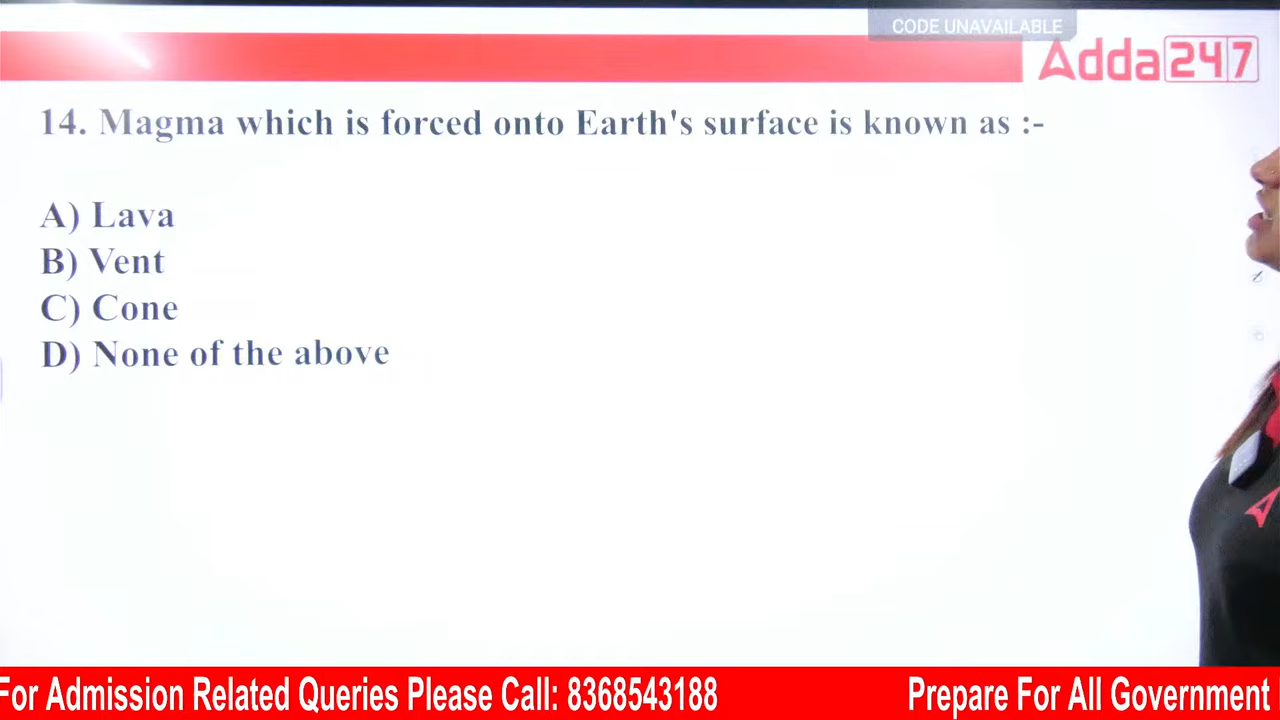 CODE UNAVAILABLE
Adda247
14. Magma which is forced onto Earth's surface is known as :-
A) Lava
B) Vent
C) Cone
D) None of the above
For Admission Related Queries Please Call: 8368543188
Prepare For All Government